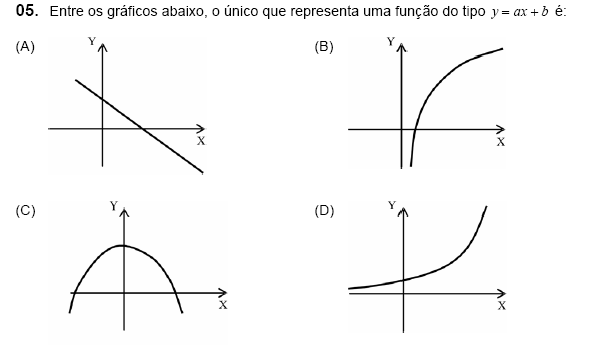 05. Entre os gráficos abaixo, o único que representa uma função do tipo y = ax + b é:
(A) Y X
(B) Y X
(C) Y X
(D) Y X